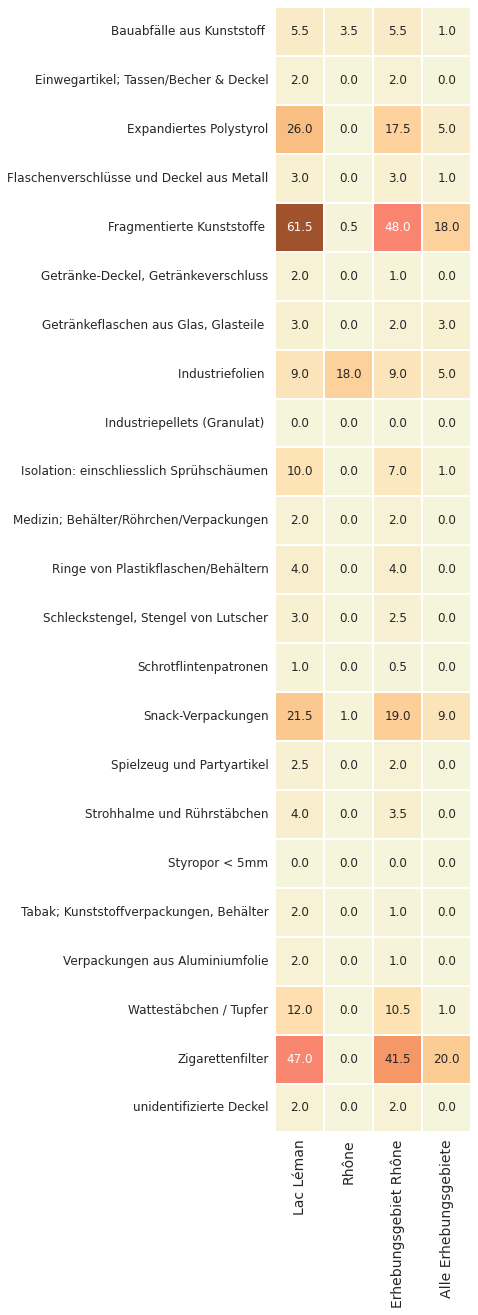 Bauabfälle aus Kunststoff 5.5 3.5 5.5 1.0
Einwegartikel; Tassen/Becher & Deckel 2.0 0.0 2.0 0.0
Expandiertes Polystyrol 26.0 0.0 17.5 5.0
Flaschenverschlüsse und Deckel aus Metall 3.0 0.0 3.0 1.0
Fragmentierte Kunststoffe 61.5 0.5 48.0 18.0
Getränke-Deckel, Getränkeverschluss 2.0 0.0 1.0 0.0
Getränkeflaschen aus Glas, Glasteile 3.0 0.0 2.0 3.0
Industriefolien 9.0 18.0 9.0 5.0
Industriepellets (Granulat) 0.0 0.0 0.0 0.0
Isolation: einschliesslich Sprühschäumen 10.0 0.0 7.0 1.0
Medizin; Behälter/Röhrchen/Verpackungen 2.0 0.0 2.0 0.0
Ringe von Plastikflaschen/Behältern 4.0 0.0 4.0 0.0
Schleckstengel, Stengel von Lutscher 3.0 0.0 2.5 0.0
Schrotflintenpatronen 1.0 0.0 0.5 0.0
Snack-Verpackungen 21.5 1.0 19.0 9.0
Spielzeug und Partyartikel 2.5 0.0 2.0 0.0
Strohhalme und Rührstäbchen 4.0 0.0 3.5 0.0
Styropor < 5mm 0.0 0.0 0.0 0.0
Tabak; Kunststoffverpackungen, Behälter 2.0 0.0 1.0 0.0
Verpackungen aus Aluminiumfolie 2.0 0.0 1.0 0.0
Wattestäbchen / Tupfer 12.0 0.0 10.5 1.0
Zigarettenfilter 47.0 0.0 41.5 20.0
unidentifizierte Deckel 2.0 0.0 2.0 0.0
Lac Léman
Rhône
Erhebungsgebiet Rhône
Alle Erhebungsgebiete